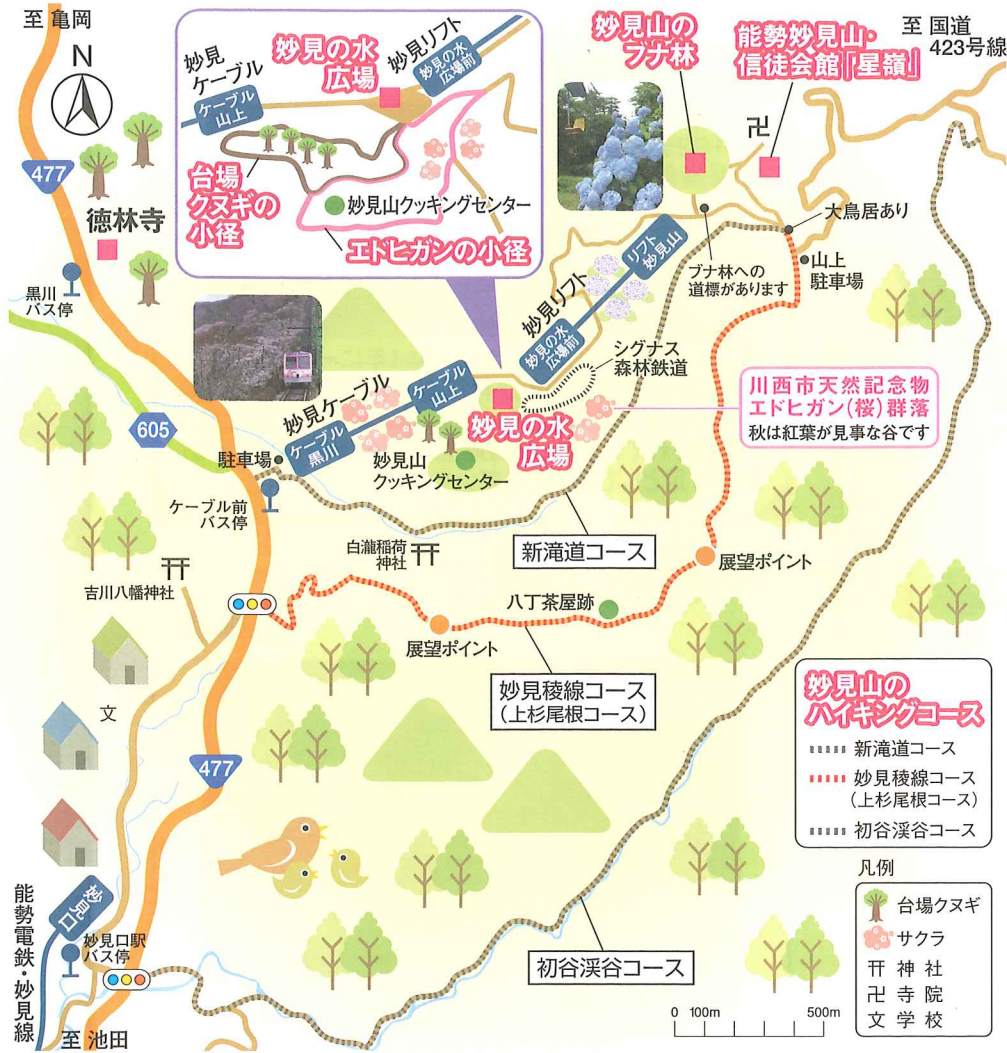 至 亀岡
N
477
徳林寺
黒川
バス停
605
妙見
ケーブル
ケーブル
山上
妙見の水
広場
妙見リフト
妙見の水
広場前
台場
クヌギの
小径
妙見山クッキングセンター
エドヒガンの小径
妙見山の
ブナ林
能勢妙見山・
信徒会館「星嶺」
至 国道
423号線
卍
大鳥居あり
山上
駐車場
ブナ林への
道標があります
リフト
妙見山
妙見リフト
妙見の水
広場前
シグナス
森林鉄道
川西市天然記念物
エドヒガン(桜)群落
秋は紅葉が見事な谷です
妙見ケーブル
ケーブル
山上
ケーブル
黒川
妙見の水
広場
妙見山
クッキングセンター
駐車場
ケーブル前
バス停
白瀧稲荷
神社
新滝道コース
展望ポイント
吉川八幡神社
八丁茶屋跡
展望ポイント
妙見稜線コース
(上杉尾根コース)
文
477
妙見山の
ハイキングコース
新滝道コース
妙見稜線コース
(上杉尾根コース)
初谷渓谷コース
凡例
台場クヌギ
サクラ
神社
卍 寺院
文 学校
能勢電鉄・妙見線
妙見口
妙見口駅
バス停
初谷渓谷コース
至 池田
0 100m 500m